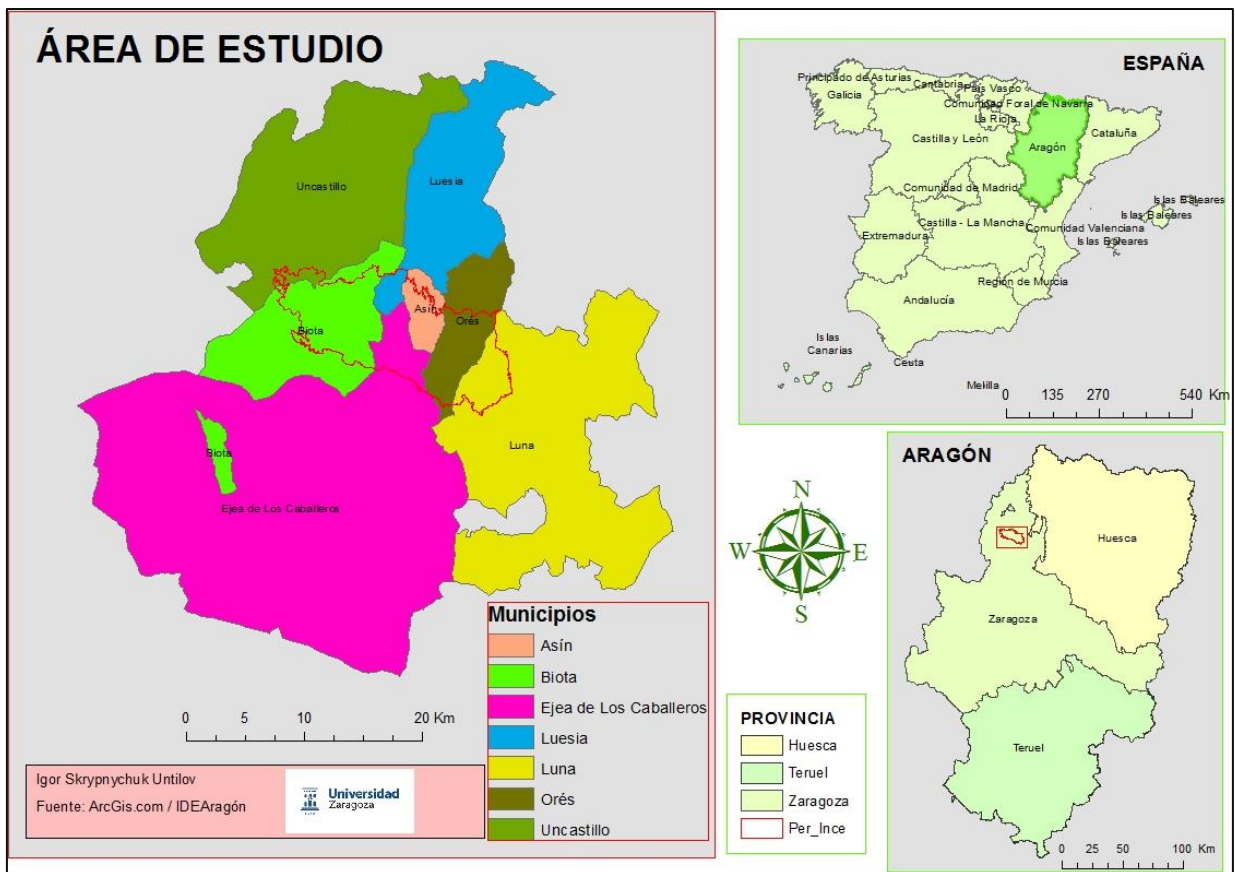 ÁREA DE ESTUDIO
Uncastillo
Luesia
Asín
Orés
Biota
Luna
Biota
Ejea de Los Caballeros
Municipios
Asín
Biota
Ejea de Los Caballeros
Luesia
Luna
Orés
Uncastillo
0 5 10 20 Km
Igor Skrypnychuk Untilov
Fuente: ArcGis.com / IDEAragón
Universidad
Zaragoza
ESPAÑA
Principado de Asturias
Cantabria
País Vasco
Galicia
Comunidad Foral de Navarra
La Rioja
Castilla y León
Aragón
Cataluña
Comunidad de Madrid
Islas Baleares
Islas Baleares
Castilla - La Mancha
Comunidad Valenciana
Extremadura
Islas Baleares
Región de Murcia
Andalucía
Islas
Canarias
Ceuta
Melilla
0 135 270 540 Km
N
W E
S
ARAGÓN
Huesca
Zaragoza
Teruel
0 25 50 100 Km
PROVINCIA
Huesca
Teruel
Zaragoza
Per_Ince